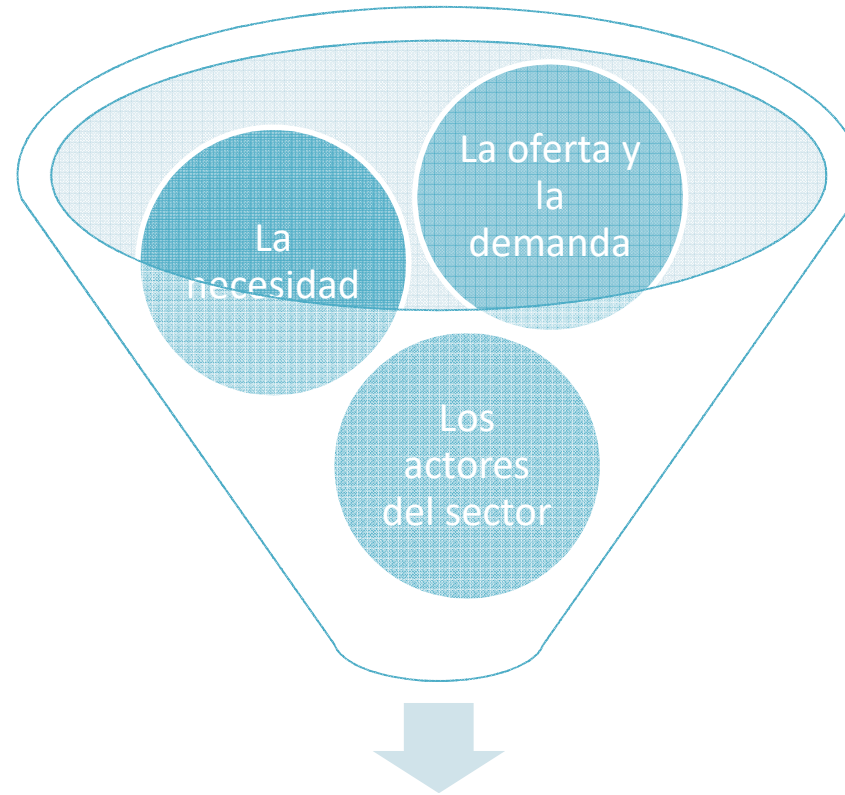 La
necesidad
La oferta y
la
demanda
Los
actores
del sector